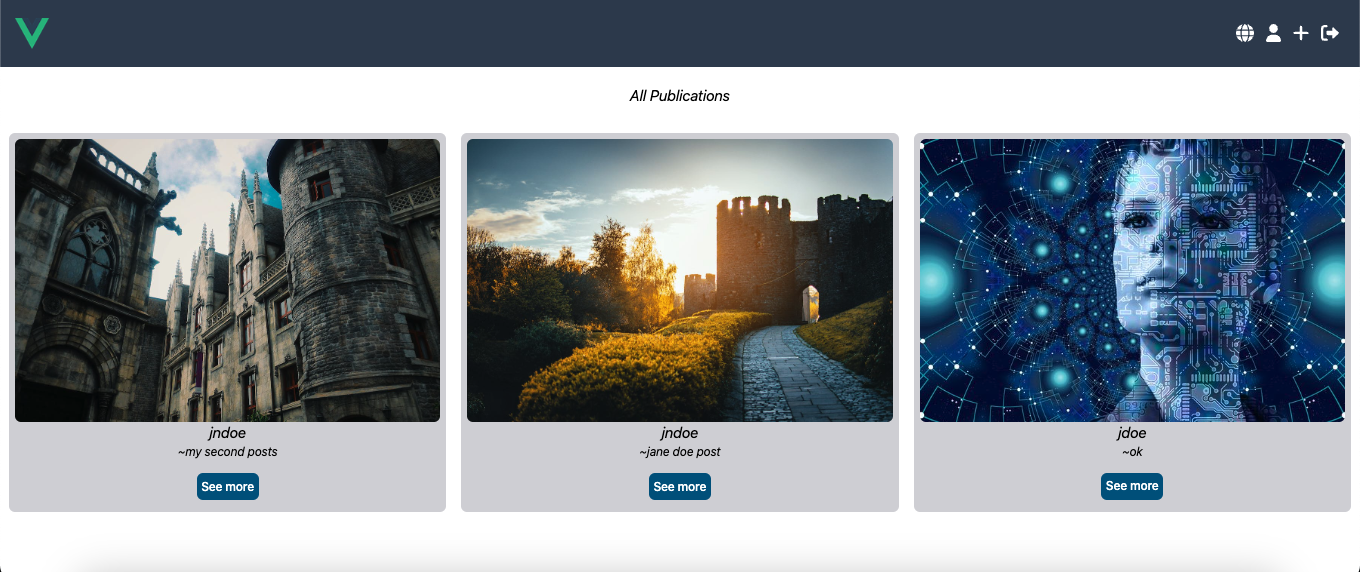 All Publications
jndoe
~my second posts
See more
jndoe
~jane doe post
See more
jdoe
~ok
See more